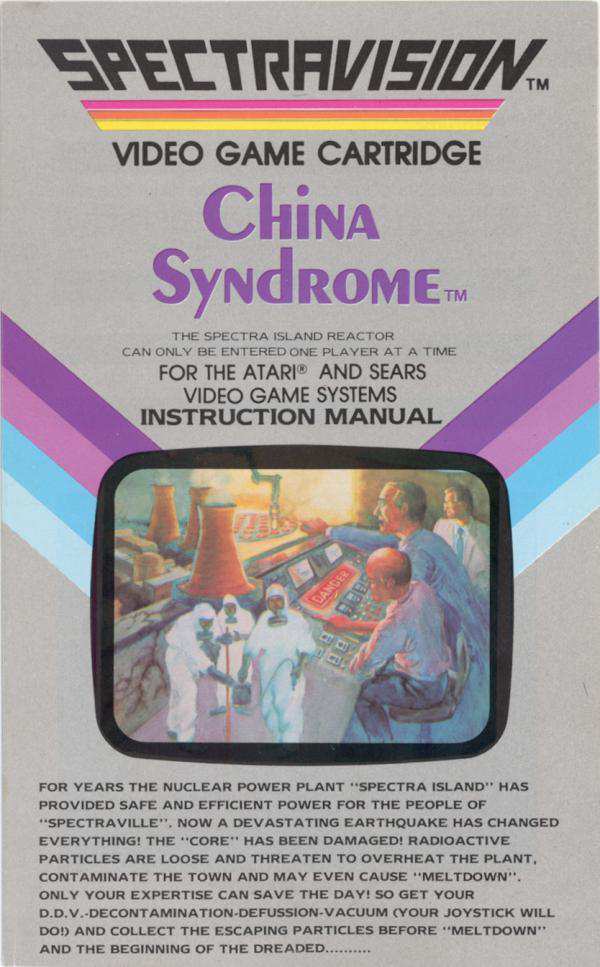 SPECTRAVISION™
VIDEO GAME CARTRIDGE
China
Syndrome™
THE SPECTRA ISLAND REACTOR
CAN ONLY BE ENTERED ONE PLAYER AT A TIME
FOR THE ATARI® AND SEARS
VIDEO GAME SYSTEMS
INSTRUCTION MANUAL
DANGER
FOR YEARS THE NUCLEAR POWER PLANT "SPECTRA ISLAND" HAS
PROVIDED SAFE AND EFFICIENT POWER FOR THE PEOPLE OF
"SPECTRAVILLE". NOW A DEVASTATING EARTHQUAKE HAS CHANGED
EVERYTHING! THE "CORE" HAS BEEN DAMAGED! RADIOACTIVE
PARTICLES ARE LOOSE AND THREATEN TO OVERHEAT THE PLANT,
CONTAMINATE THE TOWN AND MAY EVEN CAUSE "MELTDOWN".
ONLY YOUR EXPERTISE CAN SAVE THE DAY! SO GET YOUR
D.D.V.-DECONTAMINATION-DEFUSSION-VACUUM (YOUR JOYSTICK WILL
DO!) AND COLLECT THE ESCAPING PARTICLES BEFORE "MELTDOWN"
AND THE BEGINNING OF THE DREADED..........